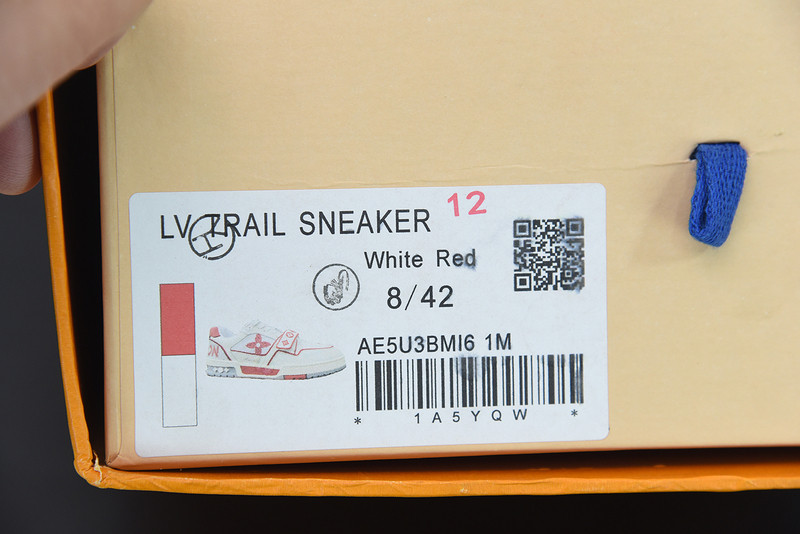 LV TRAIL SNEAKER
12
White Red
8/42
AE5U3BMI6 1M
* 1A5YQW *